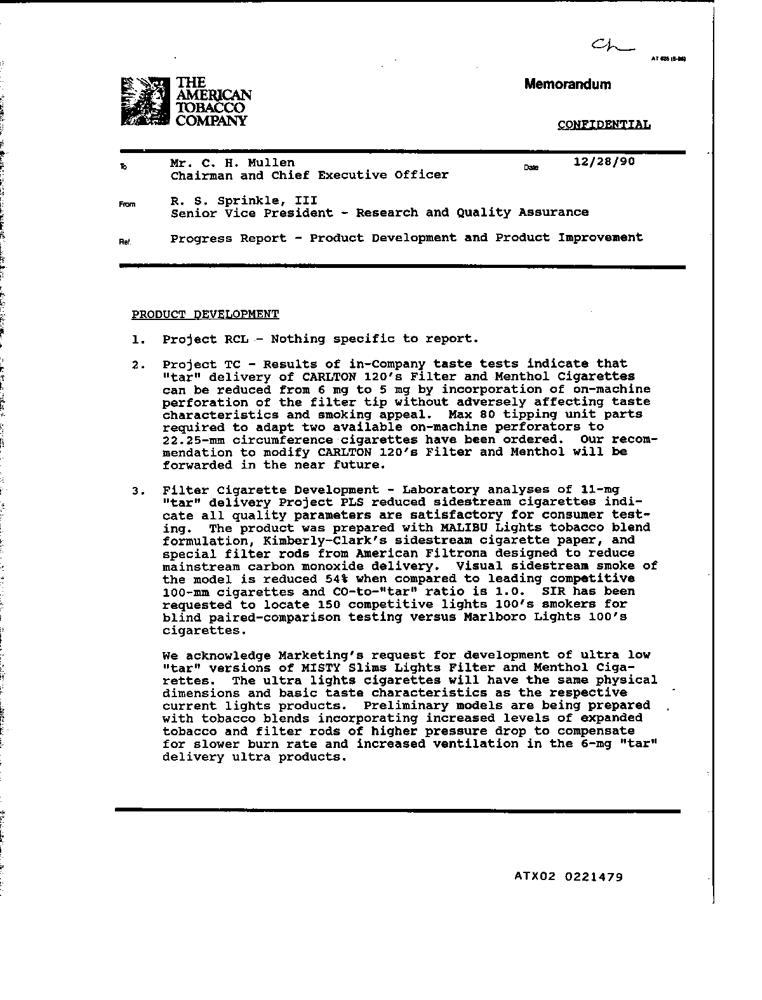 Ch
AT 635 (5-86)
THE
AMERICAN
TOBACCO
COMPANY
Memorandum
CONFIDENTIAL
To Mr. C. H. Mullen Date 12/28/90
Chairman and Chief Executive Officer
From R. S. Sprinkle, III
Senior Vice President - Research and Quality Assurance
Ref. Progress Report - Product Development and Product Improvement
PRODUCT DEVELOPMENT
1. Project RCL - Nothing specific to report.
2. Project TC - Results of in-Company taste tests indicate that
"tar" delivery of CARLTON 120's Filter and Menthol Cigarettes
can be reduced from 6 mg to 5 mg by incorporation of on-machine
perforation of the filter tip without adversely affecting taste
characteristics and smoking appeal. Max 80 tipping unit parts
required to adapt two available on-machine perforators to
22.25-mm circumference cigarettes have been ordered. Our recom-
mendation to modify CARLTON 120's Filter and Menthol will be
forwarded in the near future.
3. Filter Cigarette Development - Laboratory analyses of 11-mg
"tar" delivery Project PLS reduced sidestream cigarettes indi-
cate all quality parameters are satisfactory for consumer test-
ing. The product was prepared with MALIBU Lights tobacco blend
formulation, Kimberly-Clark's sidestream cigarette paper, and
special filter rods from American Filtrona designed to reduce
mainstream carbon monoxide delivery. Visual sidestream smoke of
the model is reduced 54% when compared to leading competitive
100-mm cigarettes and CO-to-"tar" ratio is 1.0. SIR has been
requested to locate 150 competitive lights 100's smokers for
blind paired-comparison testing versus Marlboro Lights 100's
cigarettes.
We acknowledge Marketing's request for development of ultra low
"tar" versions of MISTY Slims Lights Filter and Menthol Ciga-
rettes. The ultra lights cigarettes will have the same physical
dimensions and basic taste characteristics as the respective
current lights products. Preliminary models are being prepared
with tobacco blends incorporating increased levels of expanded
tobacco and filter rods of higher pressure drop to compensate
for slower burn rate and increased ventilation in the 6-mg "tar"
delivery ultra products.
ATX02 0221479